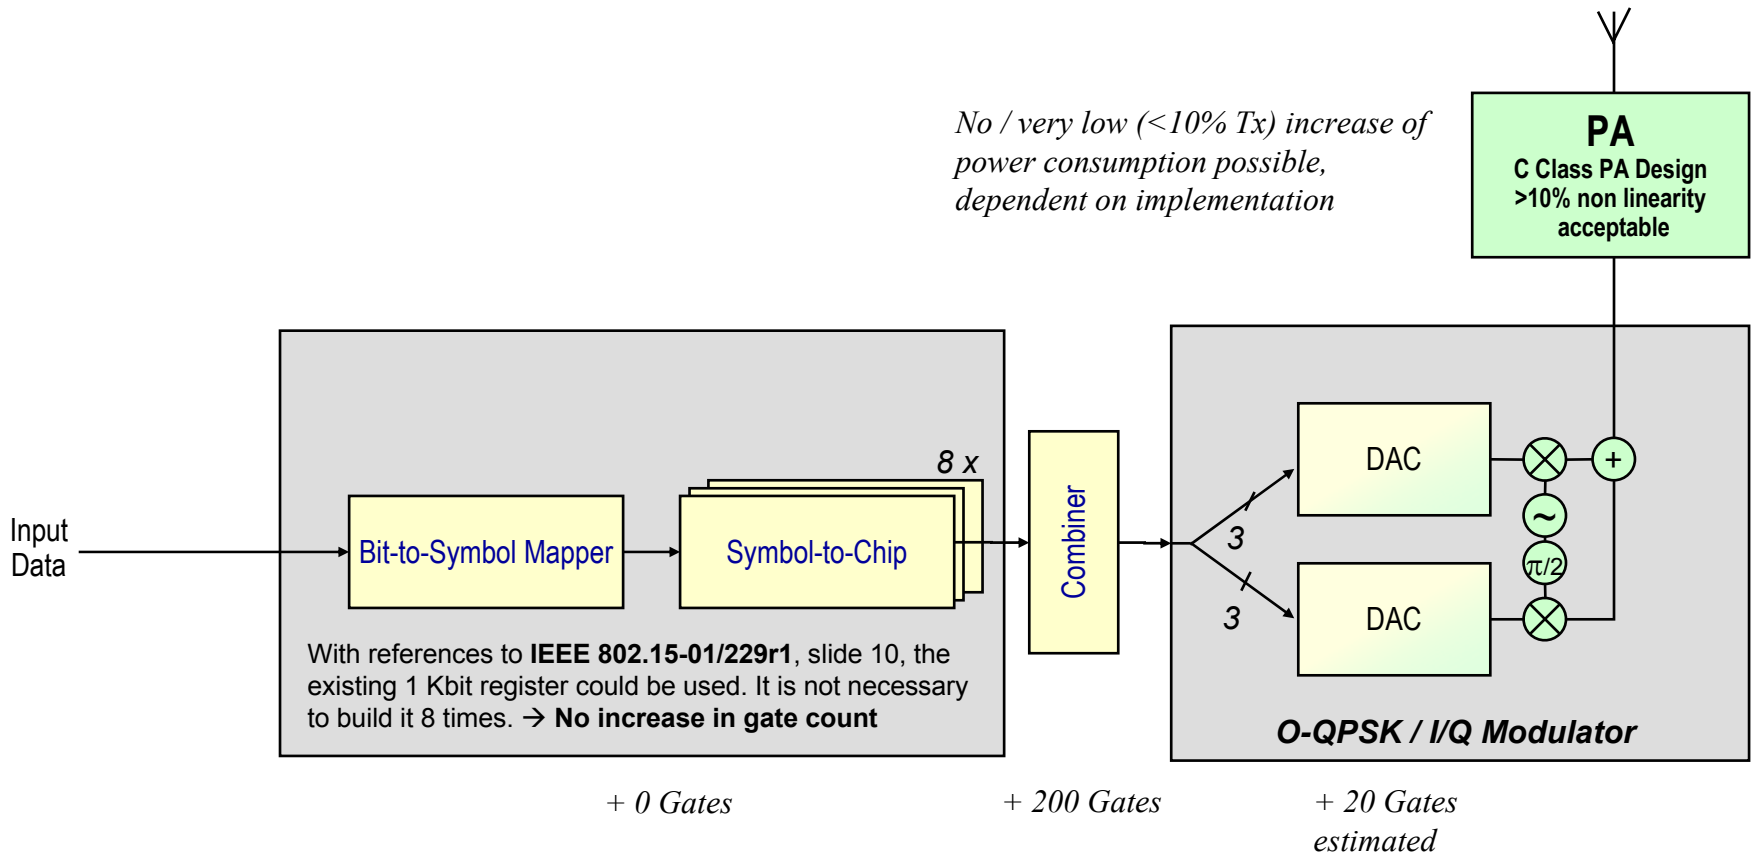 No / very low (<10% Tx) increase of
power consumption possible,
dependent on implementation
PA
C Class PA Design
>10% non linearity
acceptable
Input
Data
Bit-to-Symbol Mapper
8 x
Symbol-to-Chip
Combiner
3
3
DAC
DAC
+
~
π/2
With references to IEEE 802.15-01/229r1, slide 10, the
existing 1 Kbit register could be used. It is not necessary
to build it 8 times. → No increase in gate count
O-QPSK / I/Q Modulator
+ 0 Gates
+ 200 Gates
+ 20 Gates
estimated